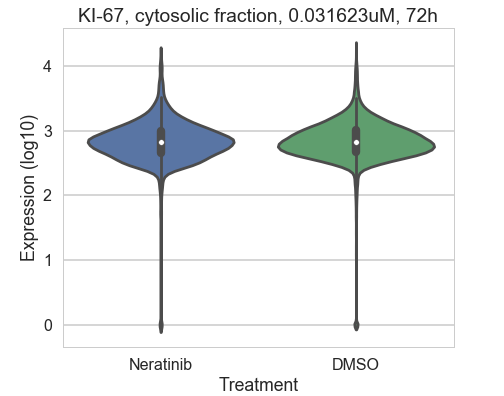 KI-67, cytosolic fraction, 0.031623uM, 72h
Expression (log10)
4
3
2
1
0
Neratinib
DMSO
Treatment